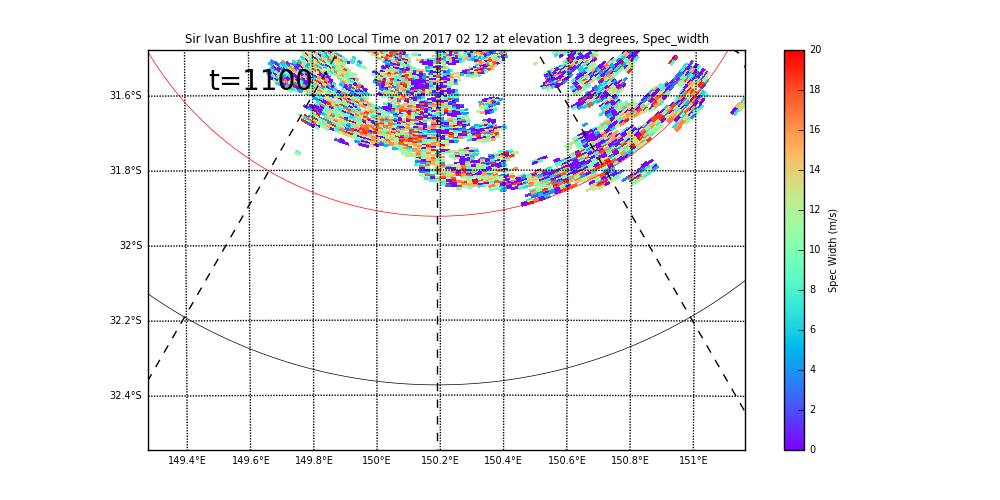 Sir Ivan Bushfire at 11:00 Local Time on 2017 02 12 at elevation 1.3 degrees, Spec_width
t=1100
31.6°S
31.8°S
32°S
32.2°S
32.4°S
149.4°E 149.6°E 149.8°E 150°E 150.2°E 150.4°E 150.6°E 150.8°E 151°E
20
18
16
14
12
10
8
6
4
2
0
Spec Width (m/s)